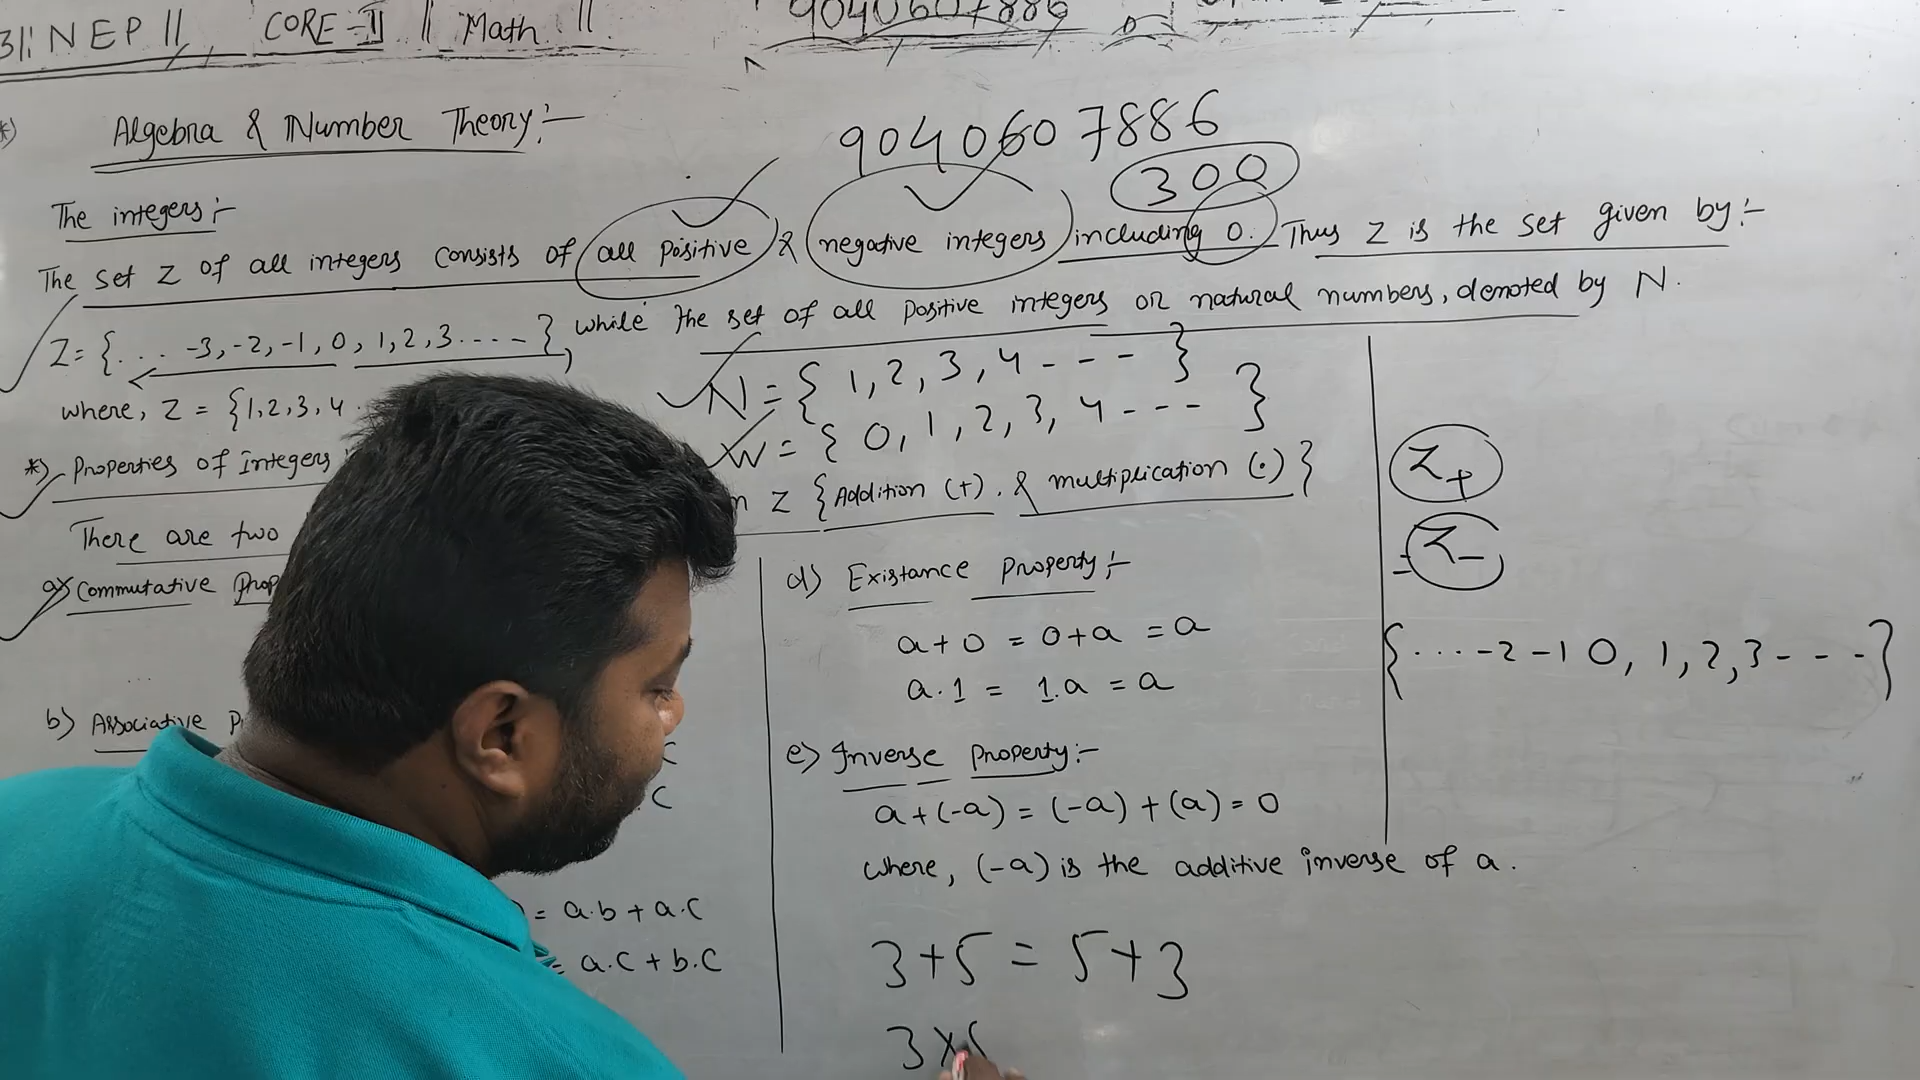 31: NEP || CORE-II || Math ||
9040607886
Algebra & Number Theory:-
9040607886
300
The integers:-
The set Z of all integers consists of all positive & negative integers including 0. Thus Z is the set given by:-
Z = {.... -3, -2, -1, 0, 1, 2, 3 .... -}, while the set of all positive integers or natural numbers, denoted by N.
N = { 1, 2, 3, 4 - - - }
where, Z = {1, 2, 3, 4
W = { 0, 1, 2, 3, 4 - - - }
*) Properties of Integers
There are two
Z {Addition (+). & multiplication (·)}
a) Commutative Prop
b) Associative P
C
. C
= a.b + a.c
= a.c + b.c
d) Existance Property:-
a + 0 = 0 + a = a
a . 1 = 1.a = a
e) Inverse Property:-
a + (-a) = (-a) + (a) = 0
where, (-a) is the additive inverse of a.
3 + 5 = 5 + 3
3 ×
Z+
= Z-
{ .... -2 -1 0, 1, 2, 3 - - - }